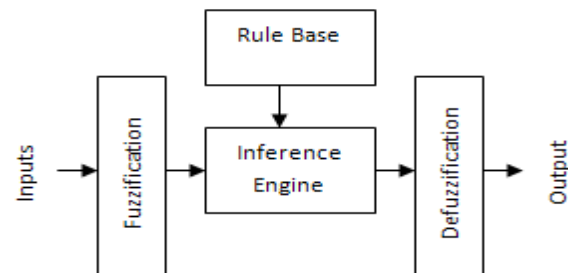 Rule Base
Inputs
Fuzzification
Inference
Engine
Defuzzification
Output